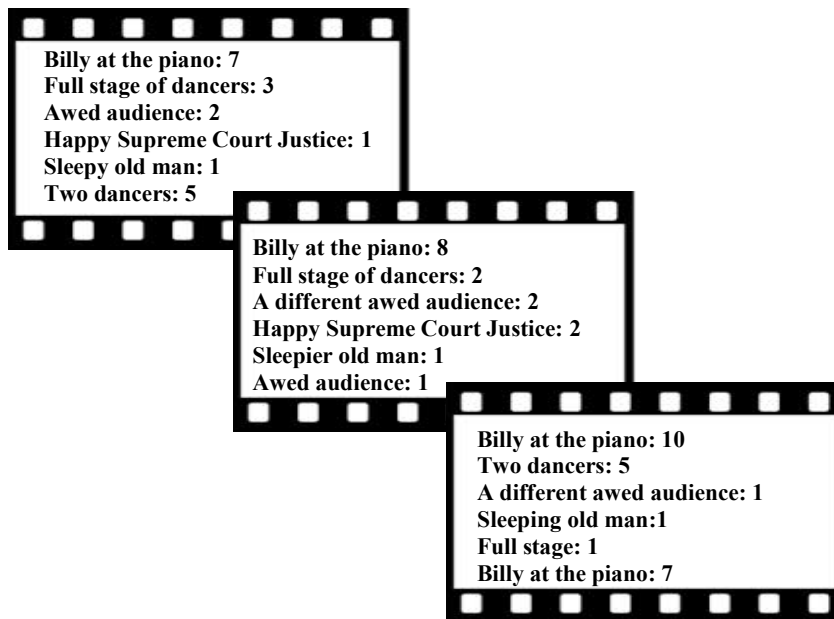 Billy at the piano: 7
Full stage of dancers: 3
Awed audience: 2
Happy Supreme Court Justice: 1
Sleepy old man: 1
Two dancers: 5
Billy at the piano: 8
Full stage of dancers: 2
A different awed audience: 2
Happy Supreme Court Justice: 2
Sleepier old man: 1
Awed audience: 1
Billy at the piano: 10
Two dancers: 5
A different awed audience: 1
Sleeping old man:1
Full stage: 1
Billy at the piano: 7